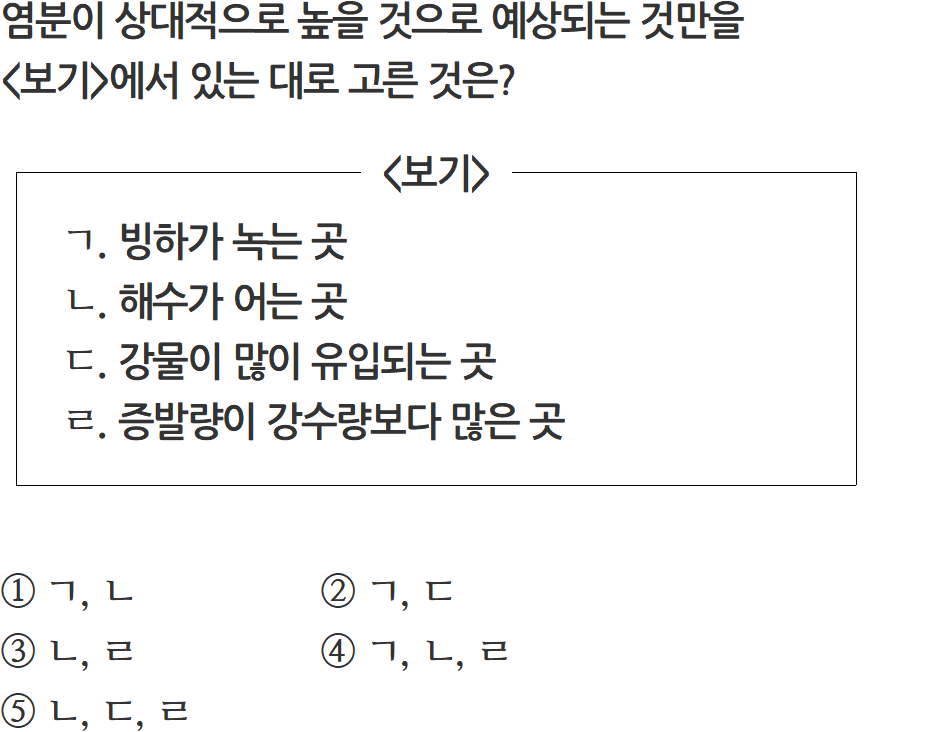 염분이 상대적으로 높을 것으로 예상되는 것만을
<보기>에서 있는 대로 고른 것은?
<보기>
ㄱ. 빙하가 녹는 곳
ㄴ. 해수가 어는 곳
ㄷ. 강물이 많이 유입되는 곳
ㄹ. 증발량이 강수량보다 많은 곳
① ㄱ, ㄴ ② ㄱ, ㄷ
③ ㄴ, ㄹ ④ ㄱ, ㄴ, ㄹ
⑤ ㄴ, ㄷ, ㄹ